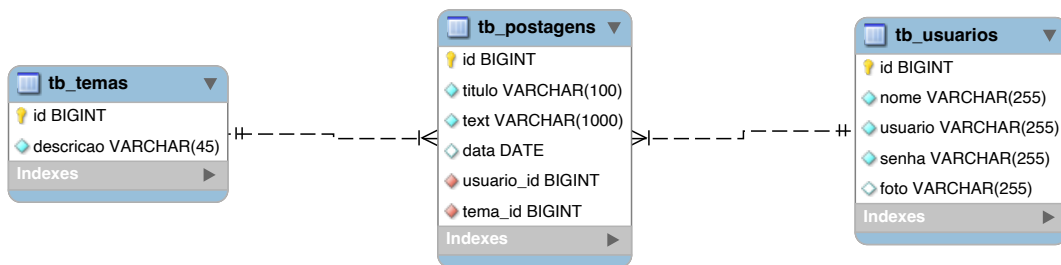 tb_temas
id BIGINT
descricao VARCHAR(45)
Indexes
tb_postagens
id BIGINT
titulo VARCHAR(100)
text VARCHAR(1000)
data DATE
usuario_id BIGINT
tema_id BIGINT
Indexes
tb_usuarios
id BIGINT
nome VARCHAR(255)
usuario VARCHAR(255)
senha VARCHAR(255)
foto VARCHAR(255)
Indexes